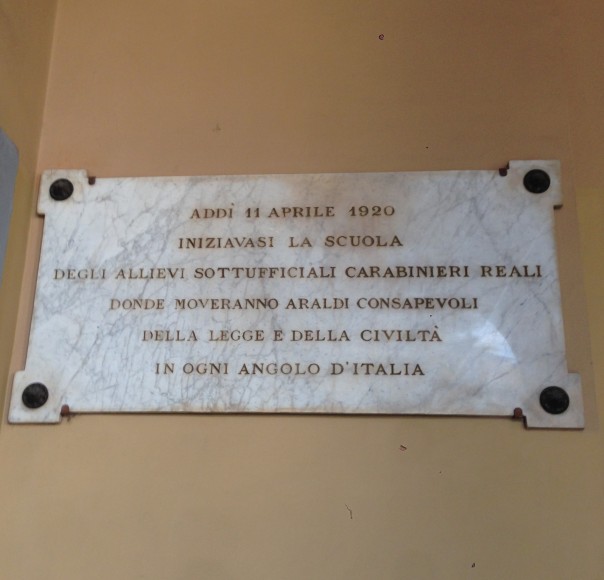 ADDÌ 11 APRILE 1920
INIZIAVASI LA SCUOLA
DEGLI ALLIEVI SOTTUFFICIALI CARABINIERI REALI
DONDE MOVERANNO ARALDI CONSAPEVOLI
DELLA LEGGE E DELLA CIVILTÀ
IN OGNI ANGOLO D'ITALIA